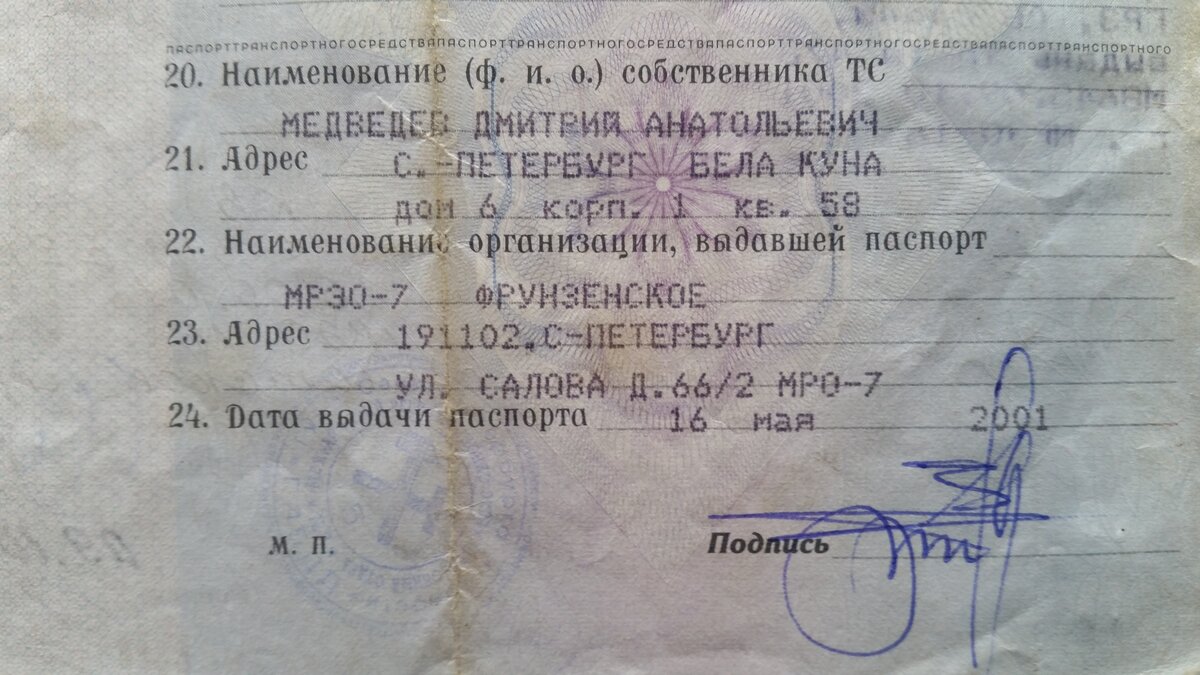 ПАСПОРТТРАНСПОРТНОГОСРЕДСТВАПАСПОРТТРАНСПОРТНОГОСРЕДСТВАПАСПОРТТРАНСПОРТНОГОСРЕДСТВАПАСПОРТТРАНСПОРТНОГО
20. Наименование (ф. и. о.) собственника ТС
МЕДВЕДЕВ ДМИТРИЙ АНАТОЛЬЕВИЧ
21. Адрес С.-ПЕТЕРБУРГ БЕЛА КУНА
дом 6 корп. 1 кв. 58
22. Наименование организации, выдавшей паспорт
МРЭО-7 ФРУНЗЕНСКОЕ
23. Адрес 191102,С-ПЕТЕРБУРГ
УЛ. САЛОВА Д.66/2 МРО-7
24. Дата выдачи паспорта 16 мая 2001
М. П. Подпись